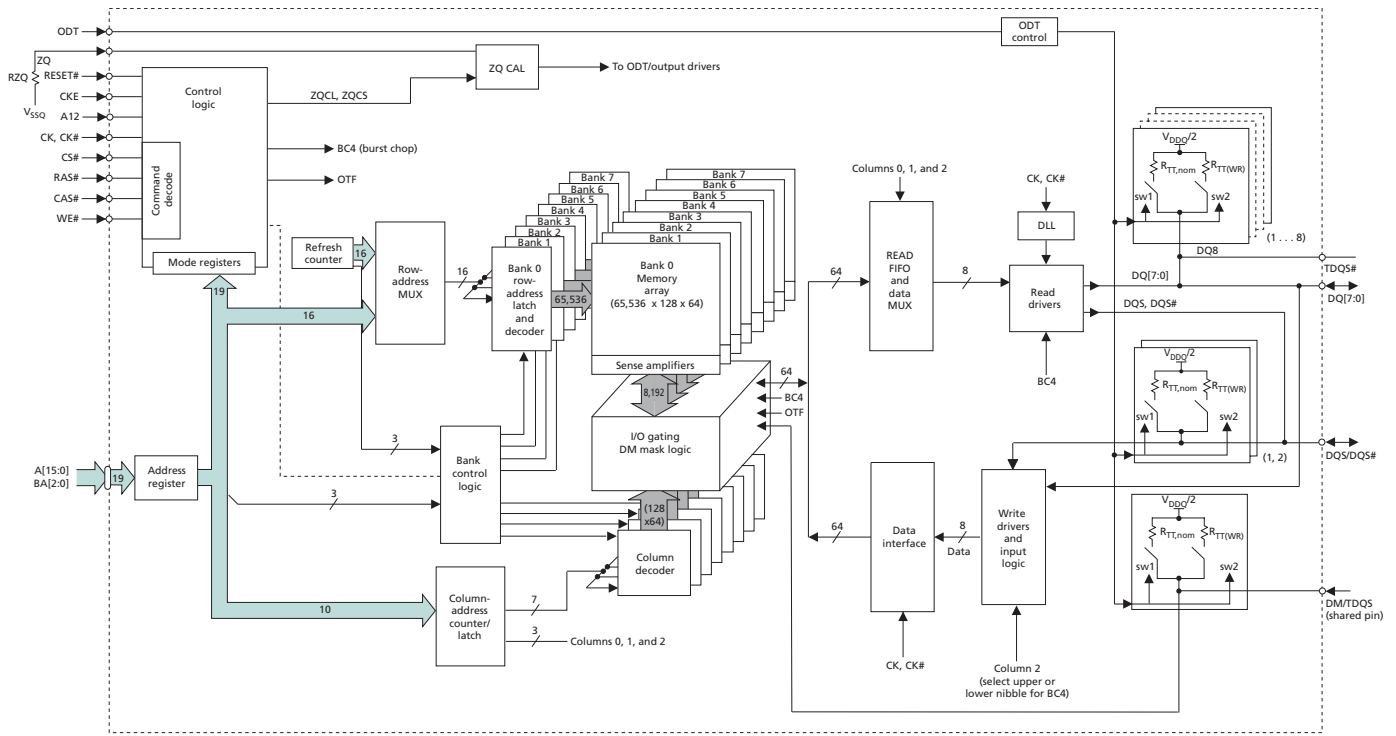 ODT
ODT
control
ZQ
RZQ
VSSQ
RESET#
CKE
A12
CK, CK#
CS#
RAS#
CAS#
WE#
Control
logic
Command
decode
Mode registers
ZQ CAL
To ODT/output drivers
ZQCL, ZQCS
BC4 (burst chop)
OTF
Refresh
counter
16
Row-
address
MUX
16
19
16
Bank 7
Bank 6
Bank 5
Bank 4
Bank 3
Bank 2
Bank 1
Bank 0
row-
address
latch
and
decoder
65,536
Bank 7
Bank 6
Bank 5
Bank 4
Bank 3
Bank 2
Bank 1
Bank 0
Memory
array
(65,536 x 128 x 64)
Sense amplifiers
8,192
I/O gating
DM mask logic
64
BC4
OTF
(128
x64)
Column
decoder
3
3
Bank
control
logic
A[15:0]
BA[2:0]
19
Address
register
10
Column-
address
counter/
latch
7
3
Columns 0, 1, and 2
Columns 0, 1, and 2
64
READ
FIFO
and
data
MUX
8
CK, CK#
DLL
Read
drivers
BC4
DQ8
DQ[7:0]
DQS, DQS#
TDQS#
DQ[7:0]
VDDQ/2
RTT,nom
RTT(WR)
sw1
sw2
(1 . . . 8)
VDDQ/2
RTT,nom
RTT(WR)
sw1
sw2
(1, 2)
DQS/DQS#
VDDQ/2
RTT,nom
RTT(WR)
sw1
sw2
DM/TDQS
(shared pin)
64
Data
interface
8
Data
Write
drivers
and
input
logic
CK, CK#
Column 2
(select upper or
lower nibble for BC4)